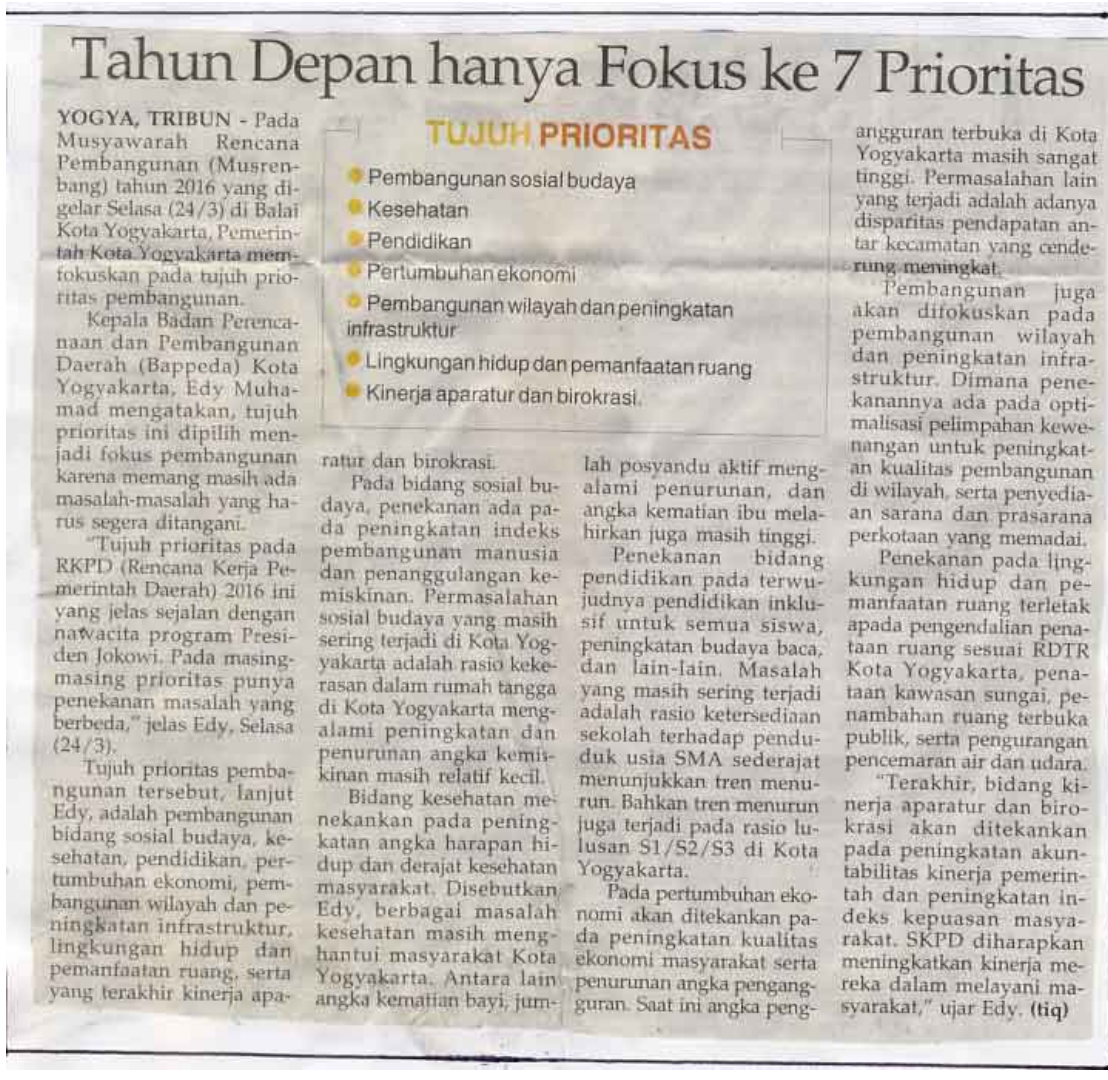 Tahun Depan hanya Fokus ke 7 Prioritas
YOGYA, TRIBUN - Pada
Musyawarah Rencana
Pembangunan (Musren-
bang) tahun 2016 yang di-
gelar Selasa (24/3) di Balai
Kota Yogyakarta, Pemerin-
tah Kota Yogyakarta mem-
fokuskan pada tujuh prio-
ritas pembangunan.
Kepala Badan Perenca-
naan dan Pembangunan
Daerah (Bappeda) Kota
Yogyakarta, Edy Muha-
mad mengatakan, tujuh
prioritas ini dipilih men-
jadi fokus pembangunan
karena memang masih ada
masalah-masalah yang ha-
rus segera ditangani.
"Tujuh prioritas pada
RKPD (Rencana Kerja Pe-
merintah Daerah) 2016 ini
yang jelas sejalan dengan
nawacita program Presi-
den Jokowi. Pada masing-
masing prioritas punya
penekanan masalah yang
berbeda," jelas Edy, Selasa
(24/3).
Tujuh prioritas pemba-
ngunan tersebut, lanjut
Edy, adalah pembangunan
bidang sosial budaya, ke-
sehatan, pendidikan, per-
tumbuhan ekonomi, pem-
bangunan wilayah dan pe-
ningkatan infrastruktur,
lingkungan hidup dan
pemanfaatan ruang, serta
yang terakhir kinerja apa-
TUJUH PRIORITAS
Pembangunan sosial budaya
Kesehatan
Pendidikan
Pertumbuhan ekonomi
Pembangunan wilayah dan peningkatan
infrastruktur
Lingkungan hidup dan pemanfaatan ruang
Kinerja aparatur dan birokrasi.
ratur dan birokrasi.
Pada bidang sosial bu-
daya, penekanan ada pa-
da peningkatan indeks
pembangunan manusia
dan penanggulangan ke-
miskinan. Permasalahan
sosial budaya yang masih
sering terjadi di Kota Yog-
yakarta adalah rasio keke-
rasan dalam rumah tangga
di Kota Yogyakarta meng-
alami peningkatan dan
penurunan angka kemis-
kinan masih relatif kecil.
Bidang kesehatan me-
nekankan pada pening-
katan angka harapan hi-
dup dan derajat kesehatan
masyarakat. Disebutkan
Edy, berbagai masalah
kesehatan masih meng-
hantui masyarakat Kota
Yogyakarta. Antara lain
angka kematian bayi, jum-
lah posyandu aktif meng-
alami penurunan, dan
angka kematian ibu mela-
hirkan juga masih tinggi.
Penekanan bidang
pendidikan pada terwu-
judnya pendidikan inklu-
sif untuk semua siswa,
peningkatan budaya baca,
dan lain-lain. Masalah
yang masih sering terjadi
adalah rasio ketersediaan
sekolah terhadap pendu-
duk usia SMA sederajat
menunjukkan tren menu-
run. Bahkan tren menurun
juga terjadi pada rasio lu-
lusan S1/S2/S3 di Kota
Yogyakarta.
Pada pertumbuhan eko-
nomi akan ditekankan pa-
da peningkatan kualitas
ekonomi masyarakat serta
penurunan angka pengang-
guran. Saat ini angka peng-
angguran terbuka di Kota
Yogyakarta masih sangat
tinggi. Permasalahan lain
yang terjadi adalah adanya
disparitas pendapatan an-
tar kecamatan yang cende-
rung meningkat.
Pembangunan juga
akan difokuskan pada
pembangunan wilayah
dan peningkatan infra-
struktur. Dimana pene-
kanannya ada pada opti-
malisasi pelimpahan kewe-
nangan untuk peningkat-
an kualitas pembangunan
di wilayah, serta penyedia-
an sarana dan prasarana
perkotaan yang memadai.
Penekanan pada ling-
kungan hidup dan pe-
manfaatan ruang terletak
apada pengendalian pena-
taan ruang sesuai RDTR
Kota Yogyakarta, pena-
taan kawasan sungai, pe-
nambahan ruang terbuka
publik, serta pengurangan
pencemaran air dan udara.
"Terakhir, bidang ki-
nerja aparatur dan biro-
krasi akan ditekankan
pada peningkatan akun-
tabilitas kinerja pemerin-
tah dan peningkatan in-
deks kepuasan masya-
rakat. SKPD diharapkan
meningkatkan kinerja me-
reka dalam melayani ma-
syarakat," ujar Edy. (tiq)